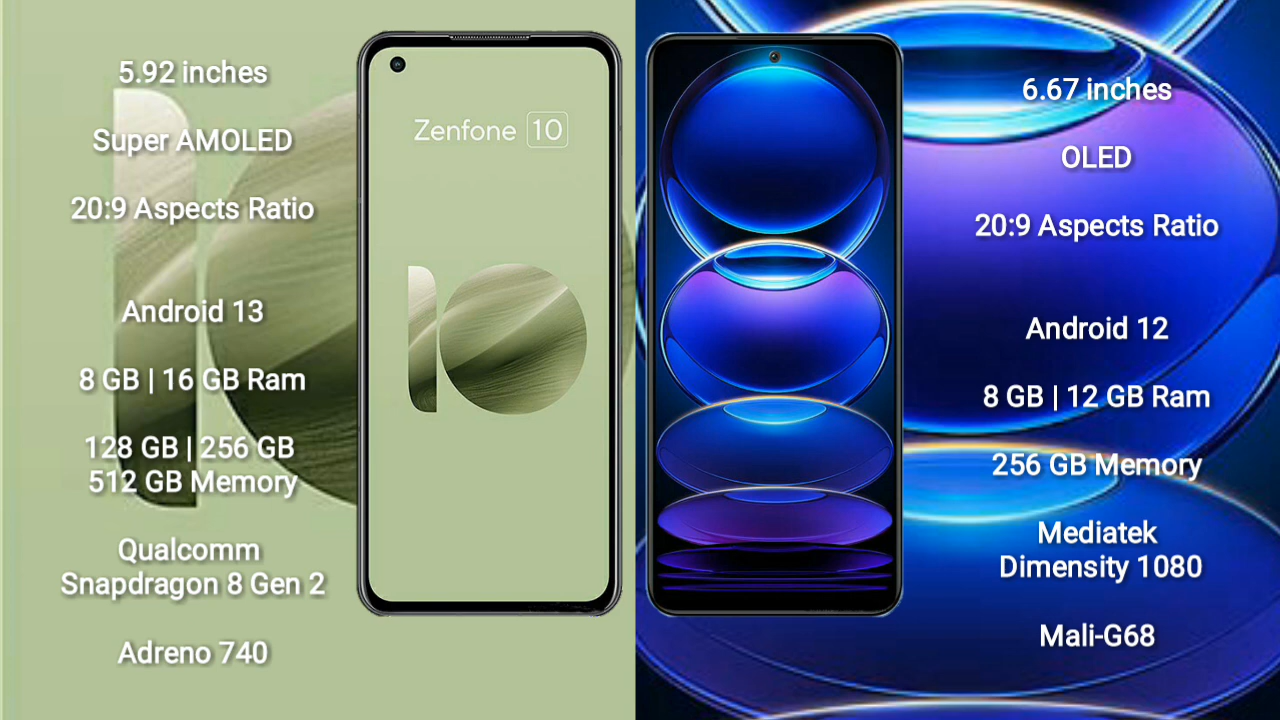 5.92 inches
Super AMOLED
20:9 Aspects Ratio
Android 13
8 GB | 16 GB Ram
128 GB | 256 GB
512 GB Memory
Qualcomm
Snapdragon 8 Gen 2
Adreno 740
Zenfone 10
10
6.67 inches
OLED
20:9 Aspects Ratio
Android 12
8 GB | 12 GB Ram
256 GB Memory
Mediatek
Dimensity 1080
Mali-G68